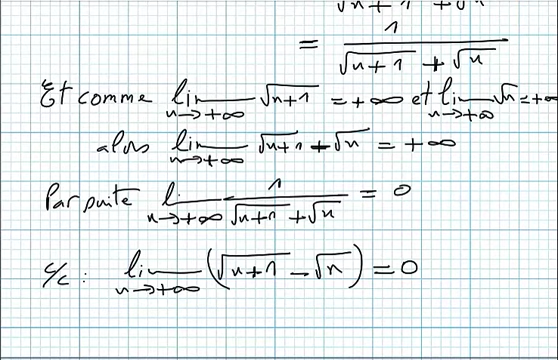 √n+1 + √n
= 1 / (√n+1 + √n)
Et comme lim n→+∞ √n+1 = +∞ et lim n→+∞ √n = +∞
alors lim n→+∞ √n+1 + √n = +∞
Par suite lim n→+∞ 1 / (√n+1 + √n) = 0
C/c : lim n→+∞ (√n+1 - √n) = 0